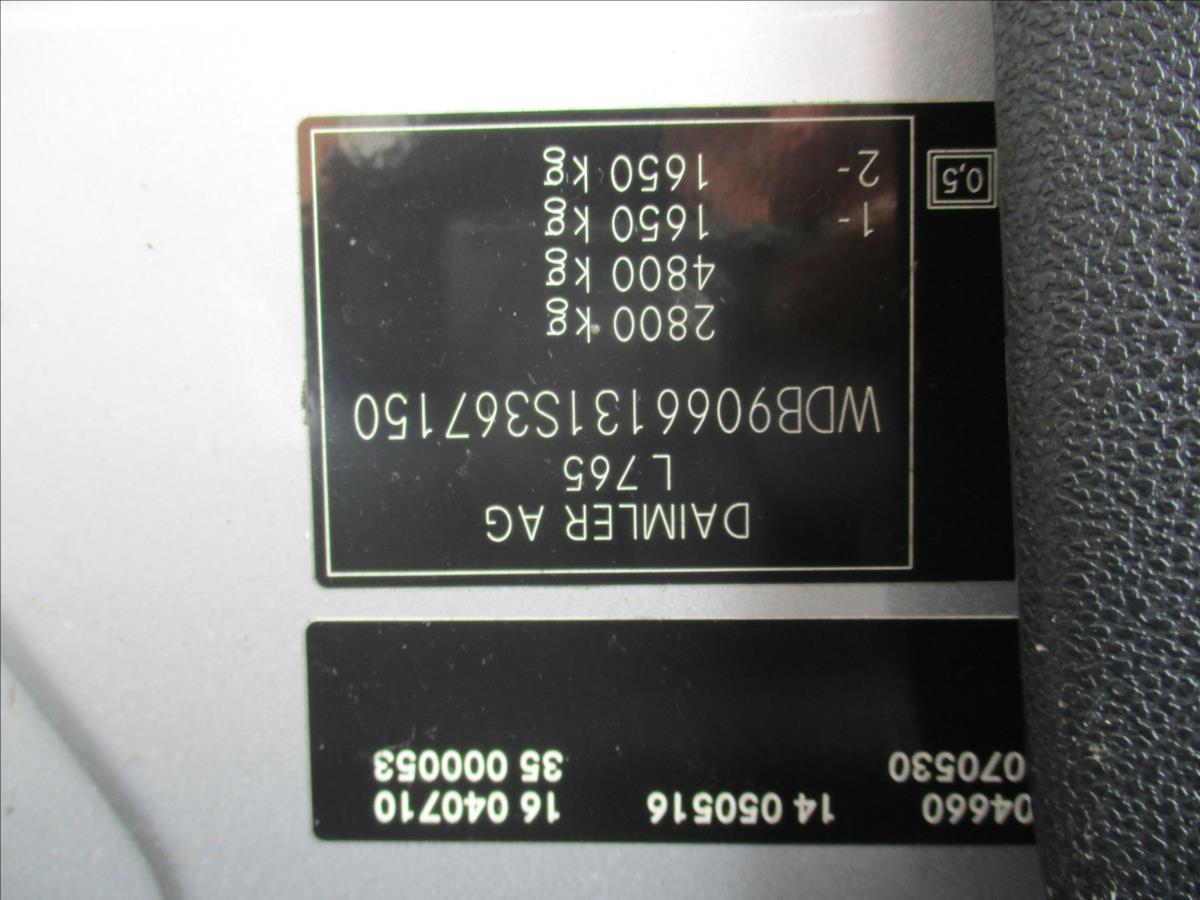 04660 14 050516 16 040710
070530 35 000053
DAIMLER AG
L 765
WDB9066131S367150
2800 kg
4800 kg
1- 1650 kg
2- 1650 kg
0,5